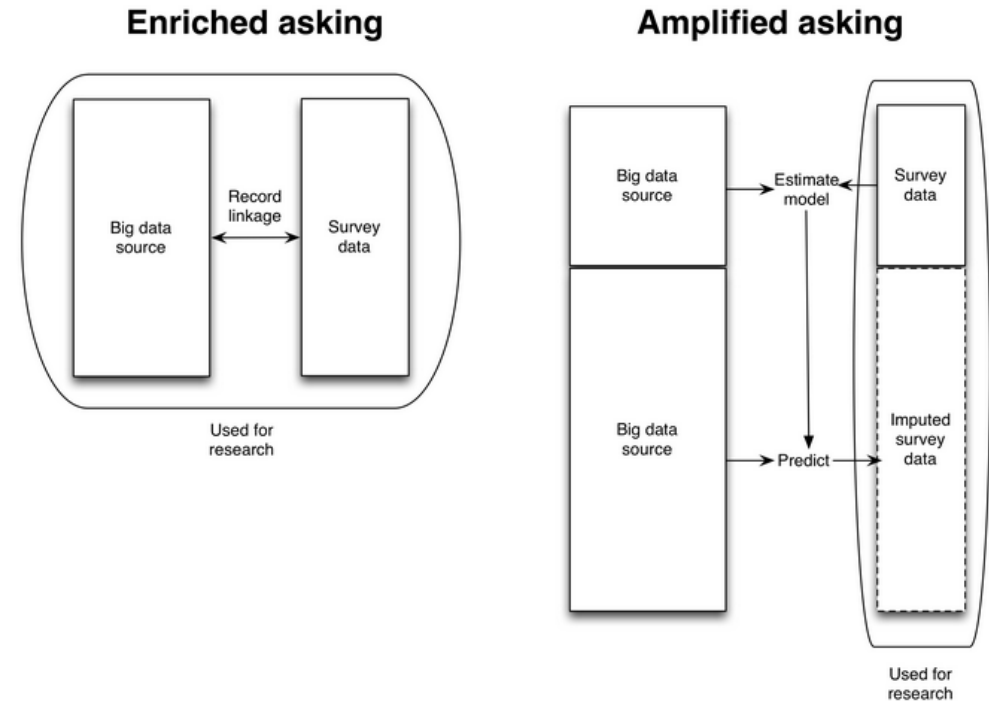 Enriched asking
Big data
source
Record
linkage
Survey
data
Used for
research
Amplified asking
Big data
source
Estimate
model
Survey
data
Big data
source
Predict
Imputed
survey
data
Used for
research